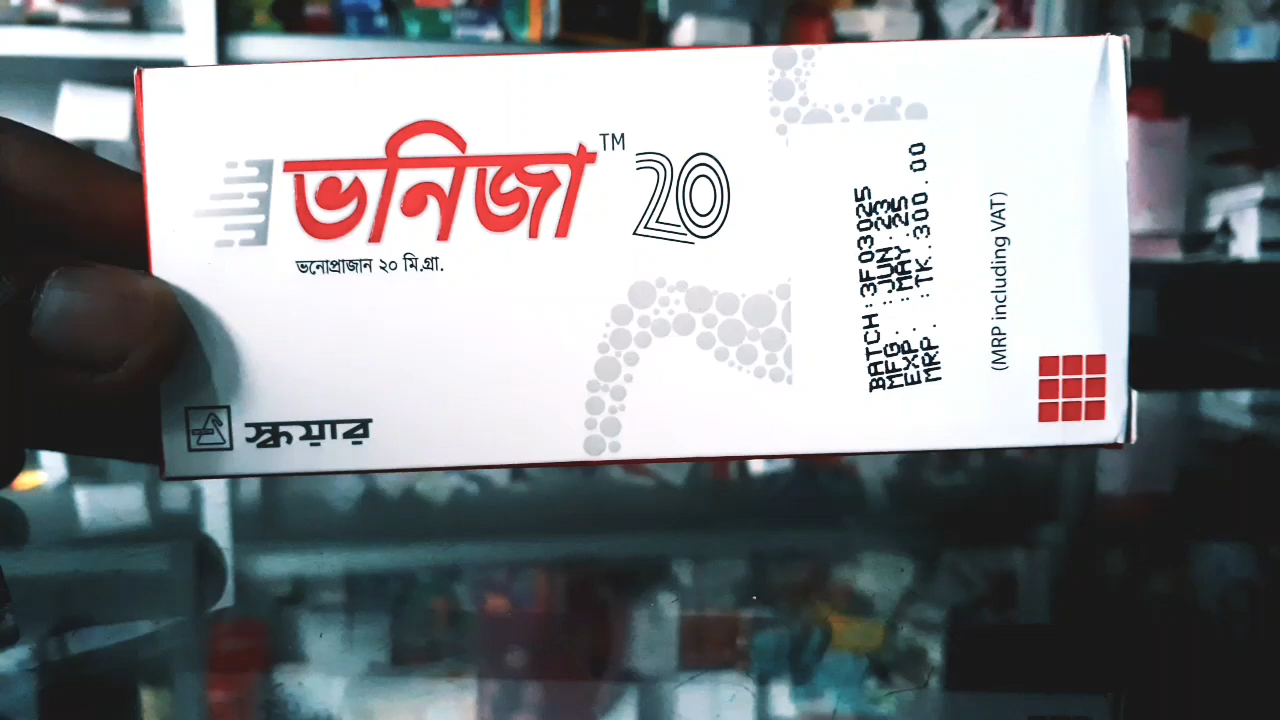 ভনিজা™ 20
ভনোপ্রাজান ২০ মি.গ্রা.
স্কয়ার
BATCH : 3F03025
MFG. : JUN.23
EXP. : MAY.25
MRP. : TK.300.00
(MRP including VAT)